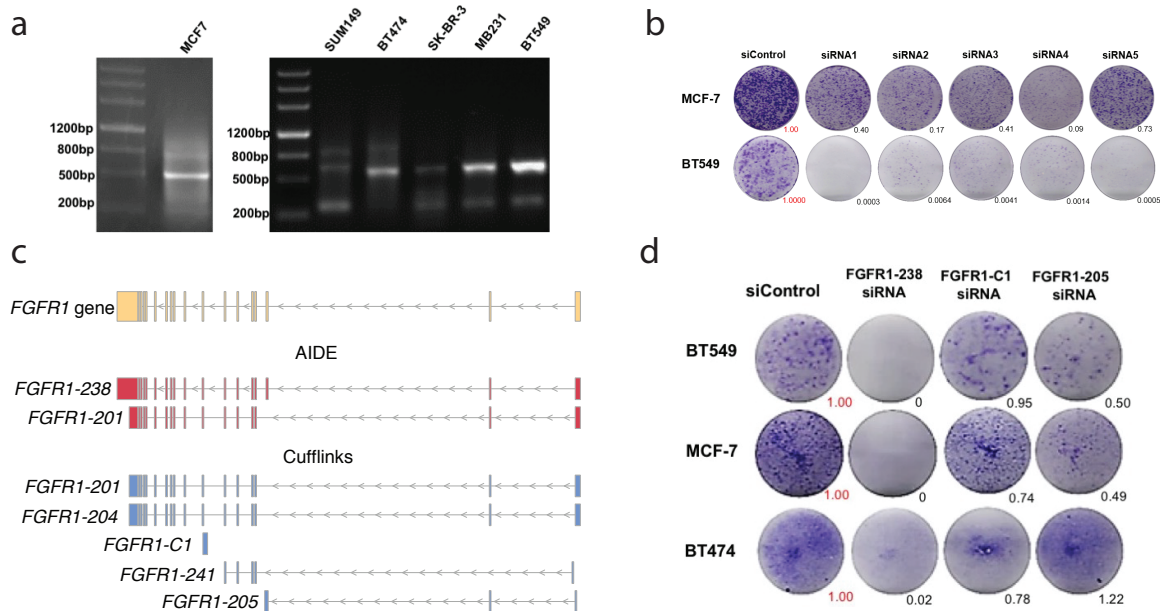 a
MCF7
SUM149
BT474
SK-BR-3
MB231
BT549
1200bp
800bp
500bp
200bp
1200bp
800bp
500bp
200bp
b
siControl siRNA1 siRNA2 siRNA3 siRNA4 siRNA5
MCF-7
1.00 0.40 0.17 0.41 0.09 0.73
BT549
1.0000 0.0003 0.0064 0.0041 0.0014 0.0005
c
FGFR1 gene
AIDE
FGFR1-238
FGFR1-201
Cufflinks
FGFR1-201
FGFR1-204
FGFR1-C1
FGFR1-241
FGFR1-205
d
siControl FGFR1-238 siRNA FGFR1-C1 siRNA FGFR1-205 siRNA
BT549
1.00 0 0.95 0.50
MCF-7
1.00 0 0.74 0.49
BT474
1.00 0.02 0.78 1.22